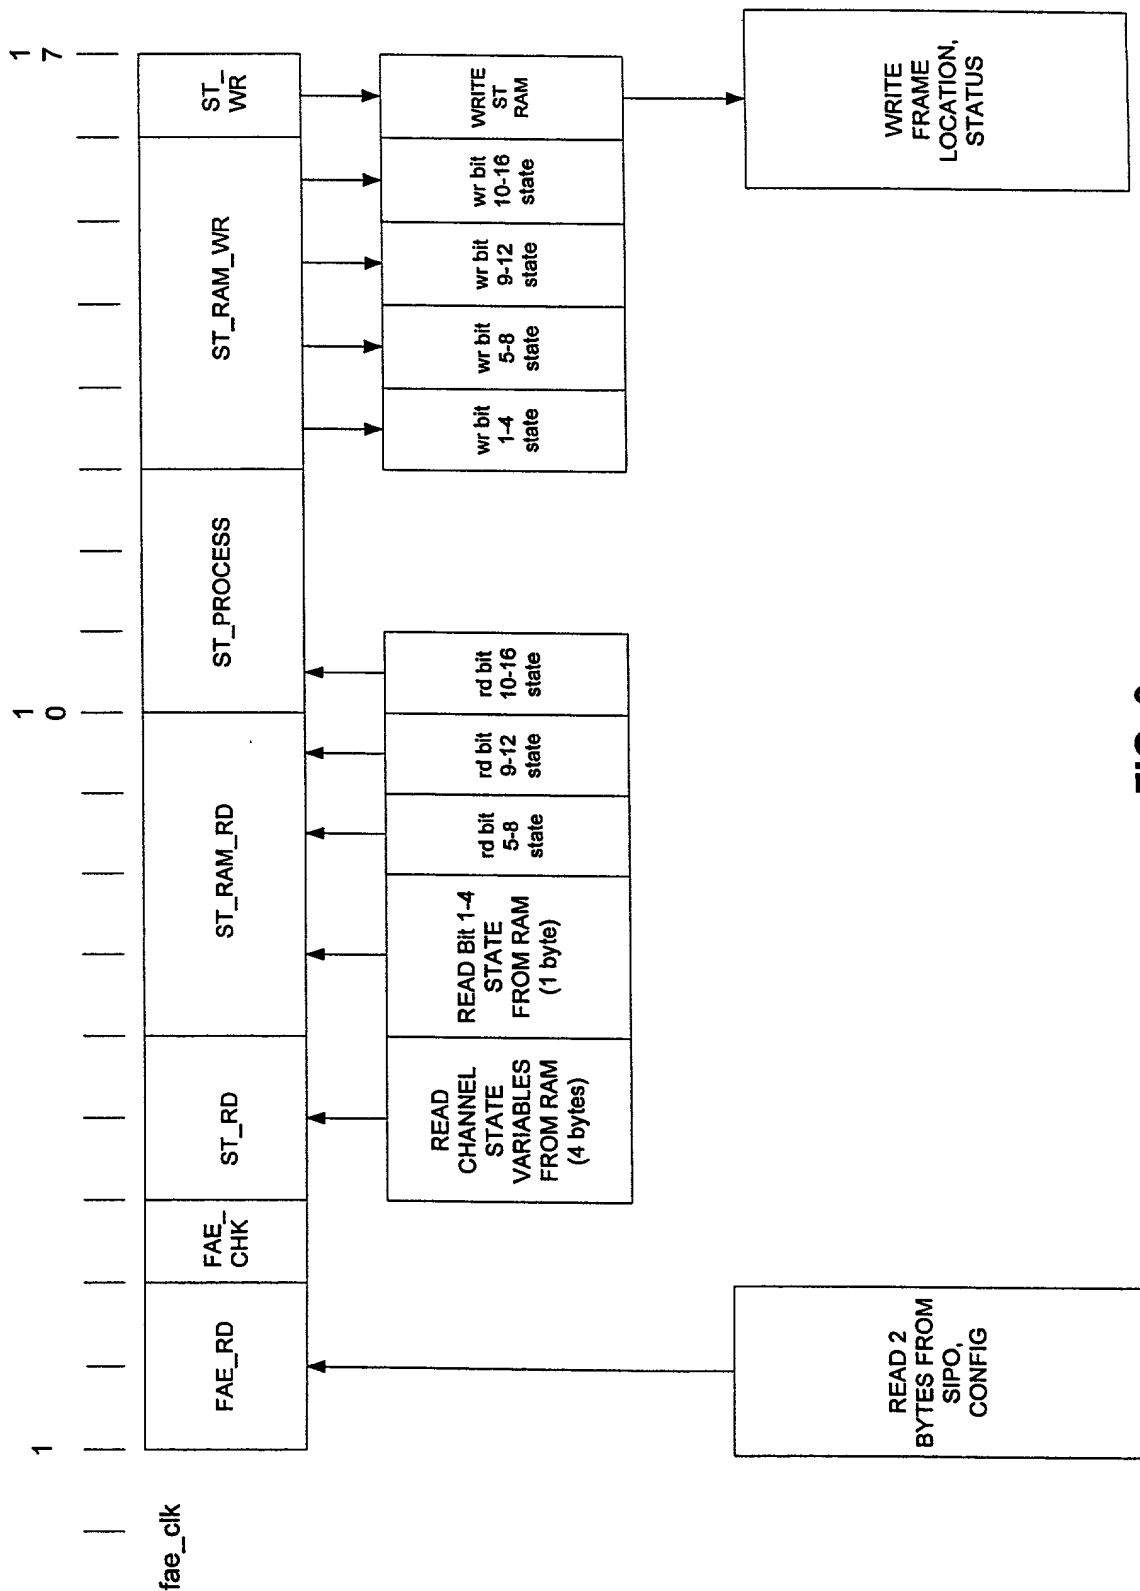 fae_clk
1
1
0
1
7
FAE_RD
FAE_
CHK
ST_RD
ST_RAM_RD
ST_PROCESS
ST_RAM_WR
ST_
WR
READ
CHANNEL
STATE
VARIABLES
FROM RAM
(4 bytes)
READ Bit 1-4
STATE
FROM RAM
(1 byte)
rd bit
5-8
state
rd bit
9-12
state
rd bit
10-16
state
wr bit
1-4
state
wr bit
5-8
state
wr bit
9-12
state
wr bit
10-16
state
WRITE
ST
RAM
READ 2
BYTES FROM
SIPO,
CONFIG
WRITE
FRAME
LOCATION,
STATUS